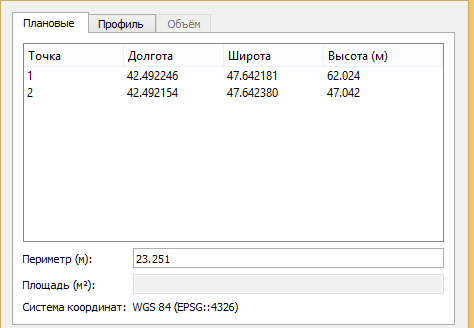 Плановые Профиль Объём
Точка Долгота Широта Высота (м)
1 42.492246 47.642181 62.024
2 42.492154 47.642380 47.042
Периметр (м): 23.251
Площадь (м²):
Система координат: WGS 84 (EPSG::4326)